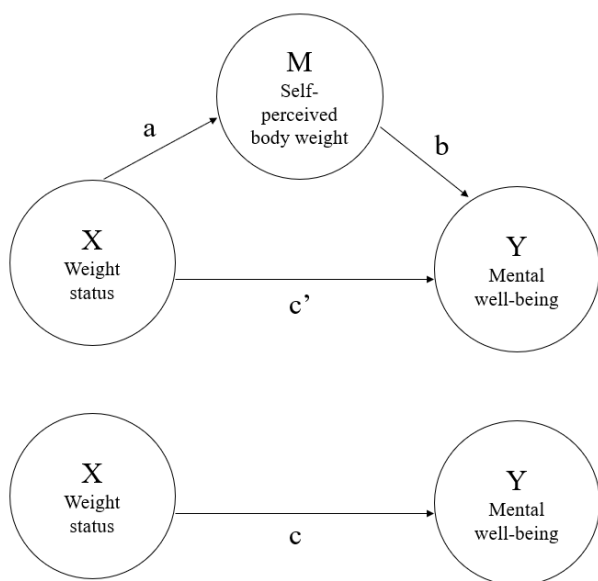 M
Self-
perceived
body weight
a
b
X
Weight
status
Y
Mental
well-being
c’
X
Weight
status
Y
Mental
well-being
c